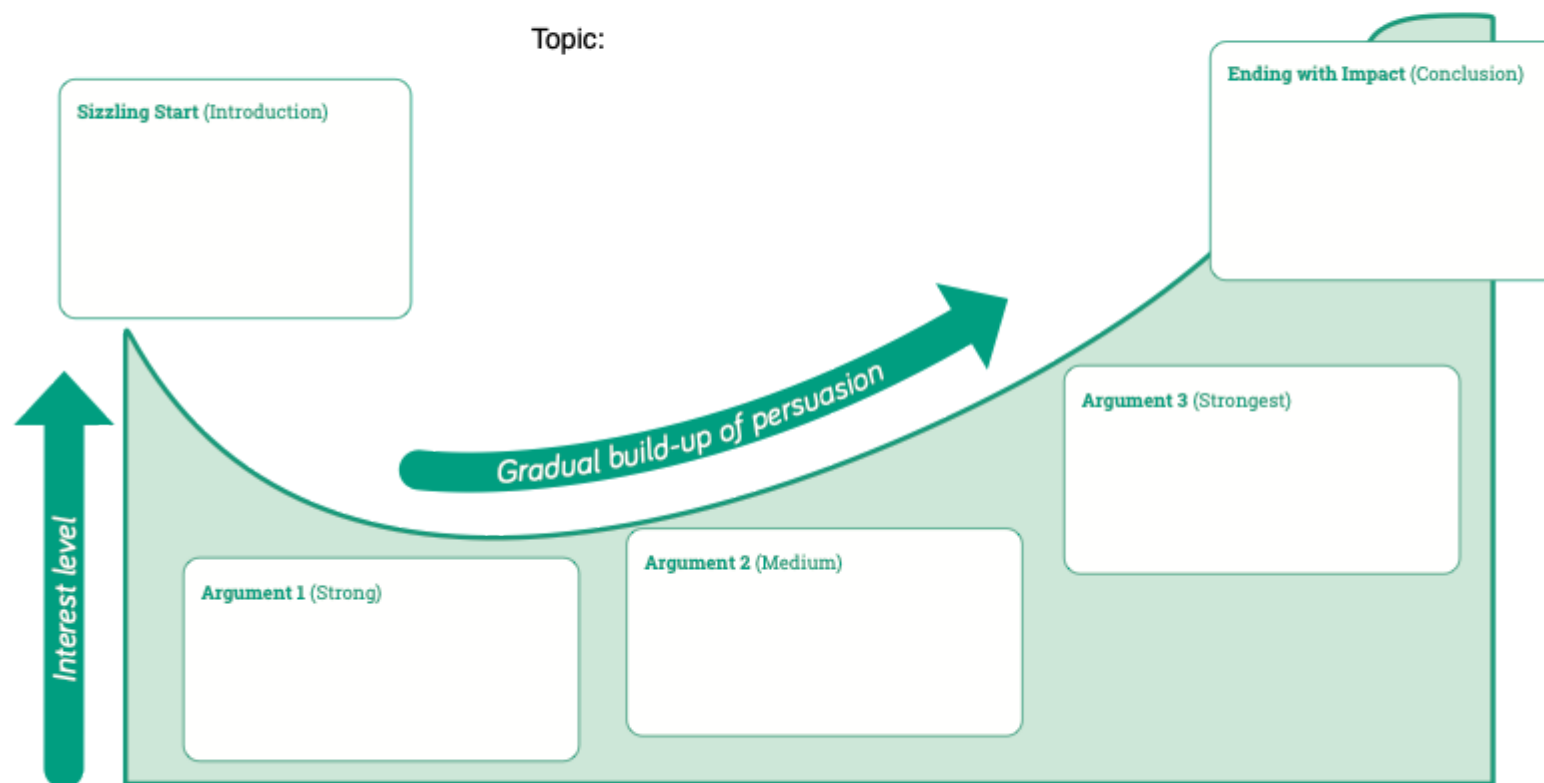 Topic:
Sizzling Start (Introduction)
Ending with Impact (Conclusion)
Interest level
Gradual build-up of persuasion
Argument 1 (Strong)
Argument 2 (Medium)
Argument 3 (Strongest)